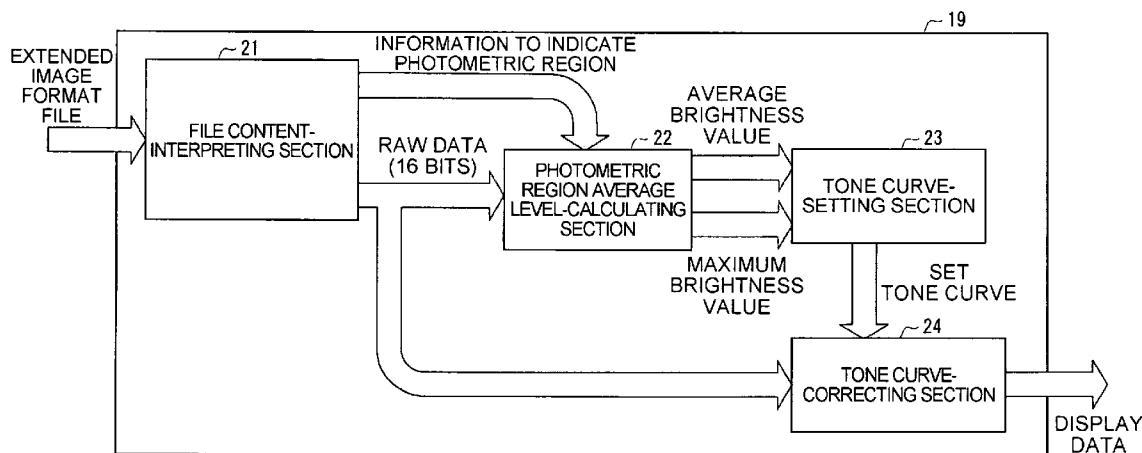 19
EXTENDED
IMAGE
FORMAT
FILE
21
FILE CONTENT-
INTERPRETING SECTION
INFORMATION TO INDICATE
PHOTOMETRIC REGION
RAW DATA
(16 BITS)
22
PHOTOMETRIC
REGION AVERAGE
LEVEL-CALCULATING
SECTION
AVERAGE
BRIGHTNESS
VALUE
MAXIMUM
BRIGHTNESS
VALUE
23
TONE CURVE-
SETTING SECTION
SET
TONE CURVE
24
TONE CURVE-
CORRECTING SECTION
DISPLAY
DATA